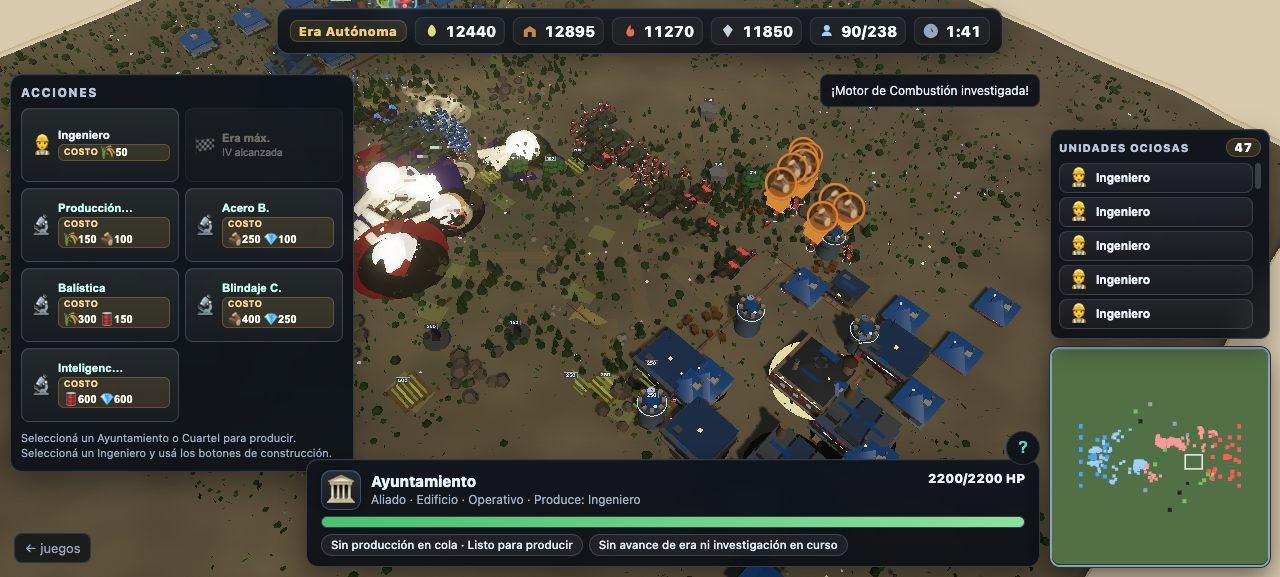 Era Autónoma 12440 12895 11270 11850 90/238 1:41
ACCIONES
Ingeniero
COSTO 50
Era máx.
IV alcanzada
Producción...
COSTO
150 100
Acero B.
COSTO
250 100
Balística
COSTO
300 150
Blindaje C.
COSTO
400 250
Inteligenc...
COSTO
600 600
Seleccioná un Ayuntamiento o Cuartel para producir.
Seleccioná un Ingeniero y usá los botones de construcción.
¡Motor de Combustión investigada!
UNIDADES OCIOSAS 47
Ingeniero
Ingeniero
Ingeniero
Ingeniero
Ingeniero
?
Ayuntamiento
2200/2200 HP
Aliado · Edificio · Operativo · Produce: Ingeniero
Sin producción en cola · Listo para producir
Sin avance de era ni investigación en curso
← juegos